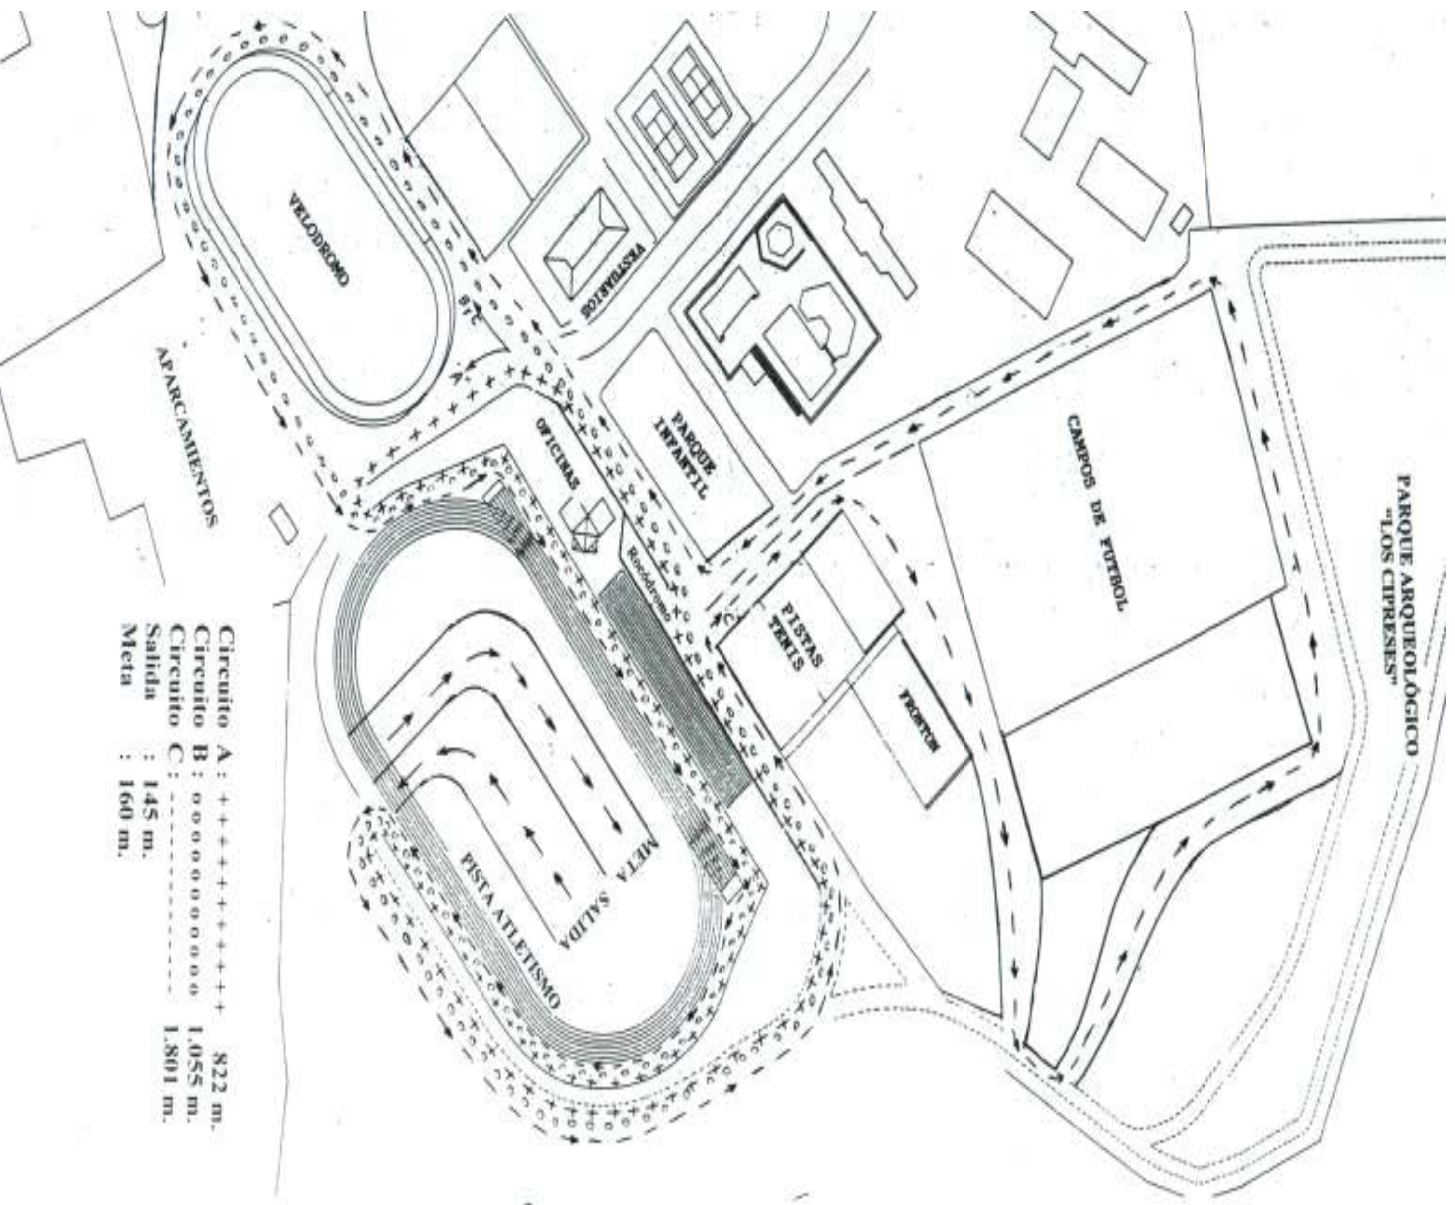 VELODROMO
VESTUARIOS
B y C
A
APARCAMIENTOS
OFICINAS
PARQUE
INFANTIL
Rocódromo
C
PISTAS
TENIS
FRONTON
CAMPOS DE FUTBOL
PARQUE ARQUEOLÓGICO
"LOS CIPRESES"
META
SALIDA
PISTA ATLETISMO
Circuito A : + + + + + + + + + + + 822 m.
Circuito B : o o o o o o o o o o o 1.055 m.
Circuito C : - - - - - - - - - - - - 1.801 m.
Salida : 145 m.
Meta : 160 m.